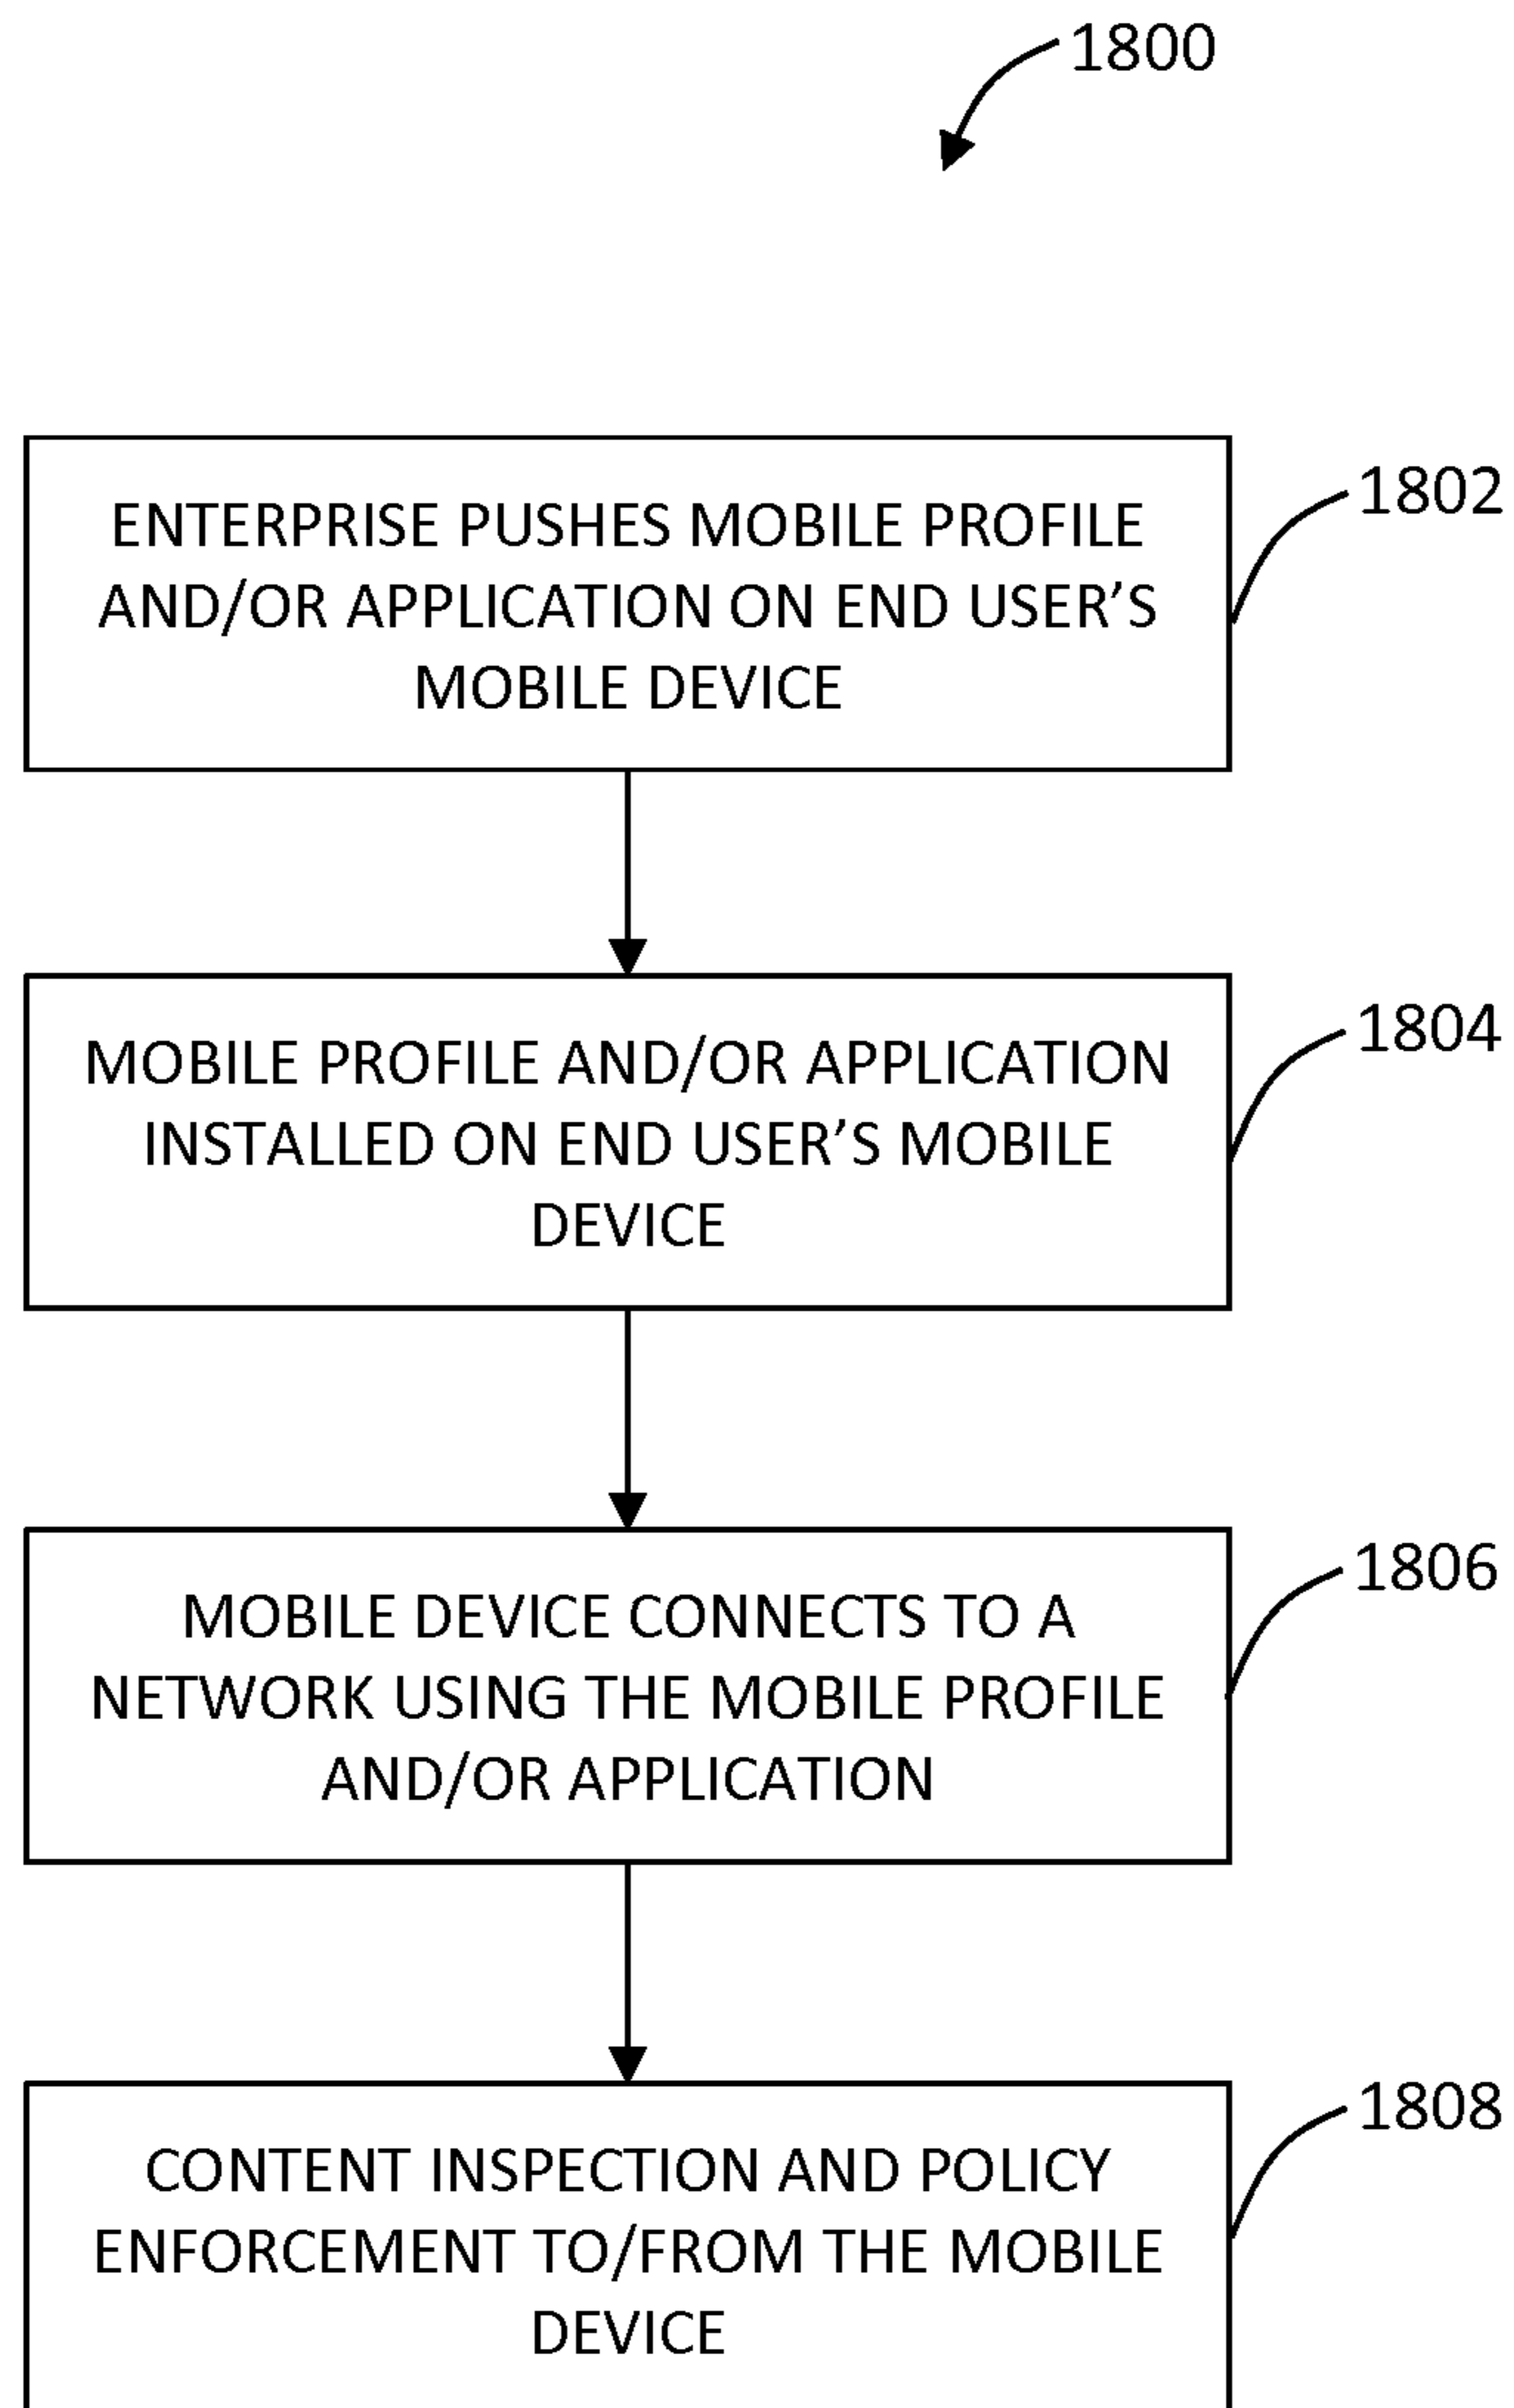 1800
ENTERPRISE PUSHES MOBILE PROFILE
AND/OR APPLICATION ON END USER’S
MOBILE DEVICE
1802
MOBILE PROFILE AND/OR APPLICATION
INSTALLED ON END USER’S MOBILE
DEVICE
1804
MOBILE DEVICE CONNECTS TO A
NETWORK USING THE MOBILE PROFILE
AND/OR APPLICATION
1806
CONTENT INSPECTION AND POLICY
ENFORCEMENT TO/FROM THE MOBILE
DEVICE
1808